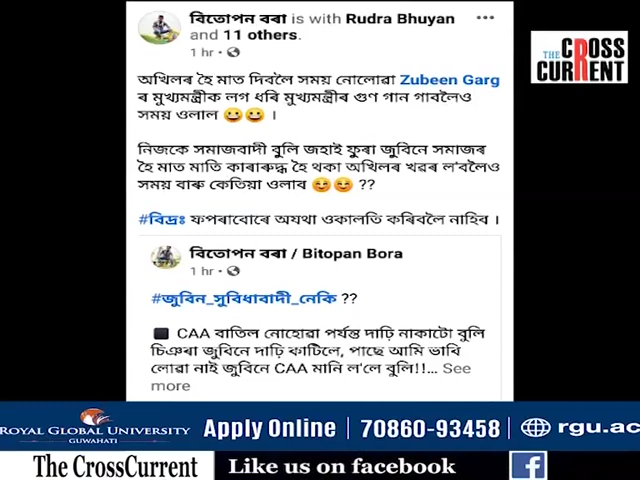 বিতোপন বৰা is with Rudra Bhuyan
and 11 others.
1 hr
THE CROSS
CURRENT
অখিলৰ হৈ মাত দিবলৈ সময় নোলোৱা Zubeen Garg
ৰ মুখ্যমন্ত্ৰীক লগ ধৰি মুখ্যমন্ত্ৰীৰ গুণ গান গাবলৈও
সময় ওলাল 😀😀 ।
নিজকে সমাজবাদী বুলি জহাই ফুৰা জুবিনে সমাজৰ
হৈ মাত মাতি কাৰাৰুদ্ধ হৈ থকা অখিলৰ খৱৰ ল'বলৈও
সময় বাৰু কেতিয়া ওলাব ☺️☺️ ??
#বিদ্ৰঃ ফপৰাবোৰে অযথা ওকালতি কৰিবলৈ নাহিব ।
বিতোপন বৰা / Bitopan Bora
1 hr
#জুবিন_সুবিধাবাদী_নেকি ??
CAA বাতিল নোহোৱা পৰ্যন্ত দাঢ়ি নাকাটো বুলি
চিঞৰা জুবিনে দাঢ়ি কাটিলে, পাছে আমি ভাবি
লোৱা নাই জুবিনে CAA মানি ল'লে বুলি!!... See
more
ROYAL GLOBAL UNIVERSITY
GUWAHATI
Apply Online | 70860-93458 | rgu.ac
The CrossCurrent Like us on facebook f